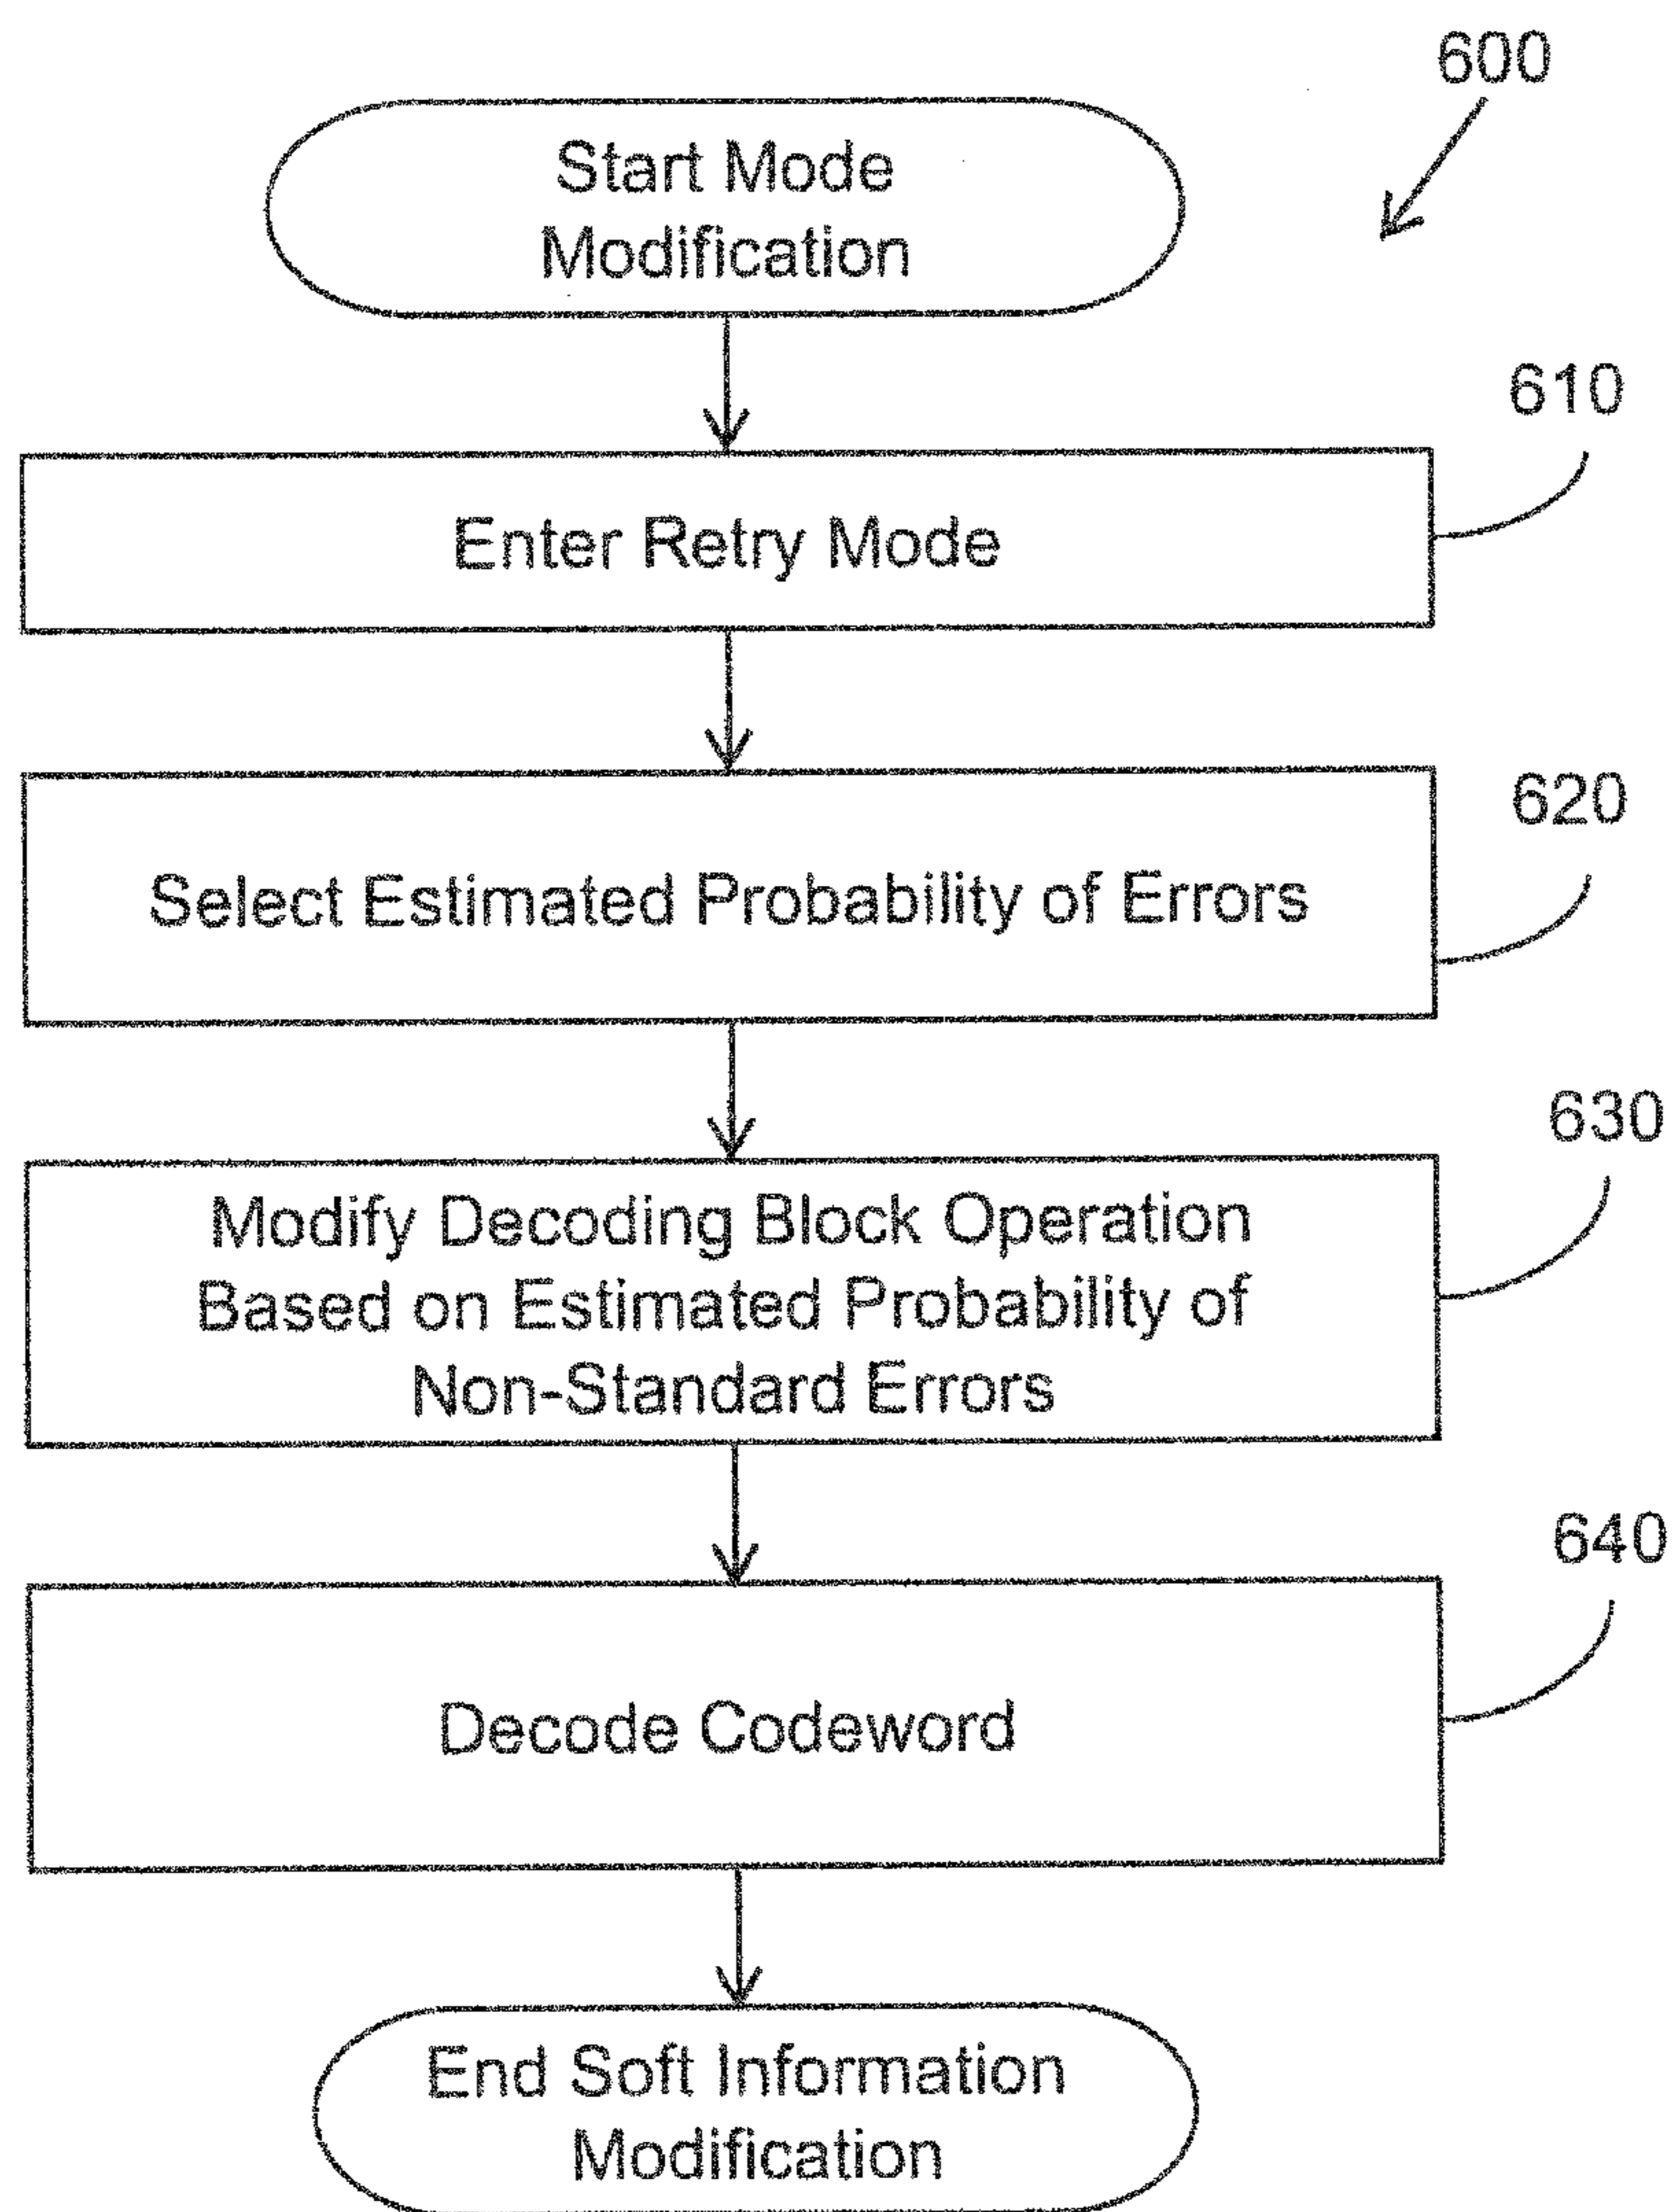 600
Start Mode
Modification
610
Enter Retry Mode
620
Select Estimated Probability of Errors
630
Modify Decoding Block Operation
Based on Estimated Probability of
Non-Standard Errors
640
Decode Codeword
End Soft Information
Modification